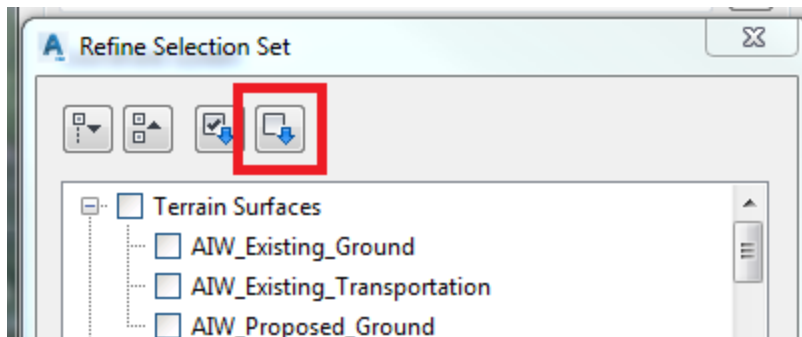 Refine Selection Set
Terrain Surfaces
AIW_Existing_Ground
AIW_Existing_Transportation
AIW_Proposed_Ground